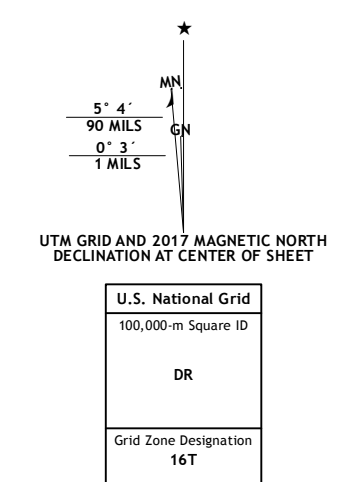 ★
MN
5° 4´
90 MILS
GN
0° 3´
1 MILS
UTM GRID AND 2017 MAGNETIC NORTH
DECLINATION AT CENTER OF SHEET
U.S. National Grid
100,000-m Square ID
DR
Grid Zone Designation
16T